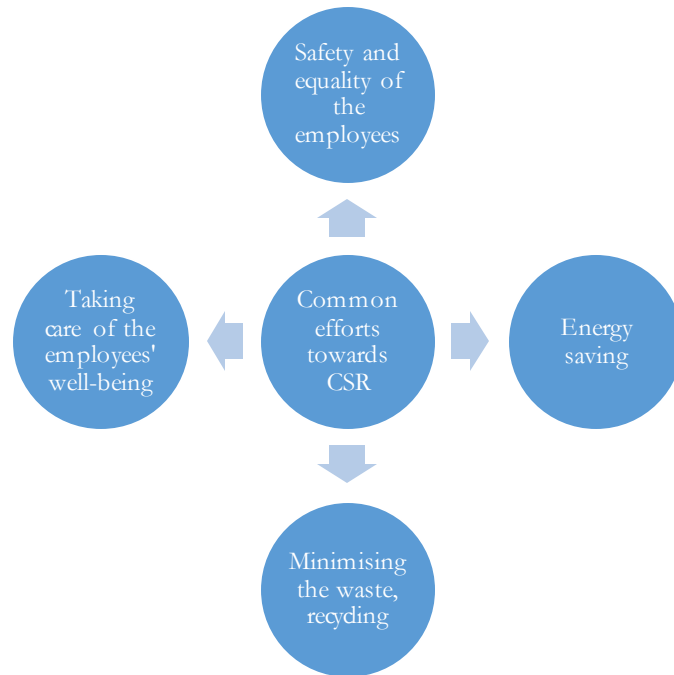 Safety and
equality of
the
employees
Taking
care of the
employees'
well-being
Common
efforts
towards
CSR
Energy
saving
Minimising
the waste,
recycling